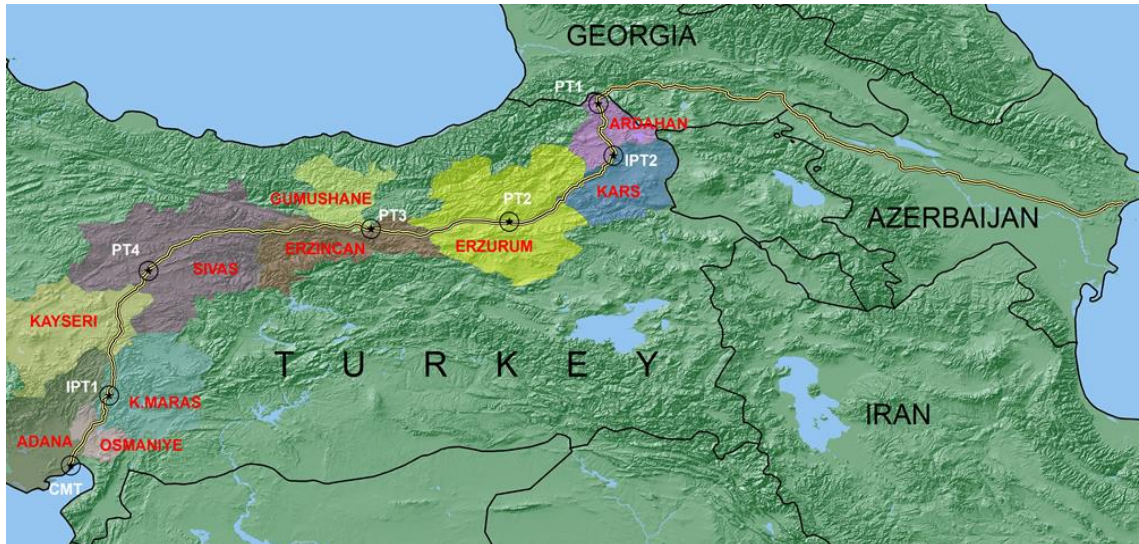 GEORGIA
PT1
ARDAHAN
IPT2
GUMUSHANE
KARS
PT2
PT3
AZERBAIJAN
PT4
ERZINCAN
ERZURUM
SIVAS
KAYSERI
TURKEY
IPT1
K.MARAS
IRAN
ADANA
OSMANIYE
CMT